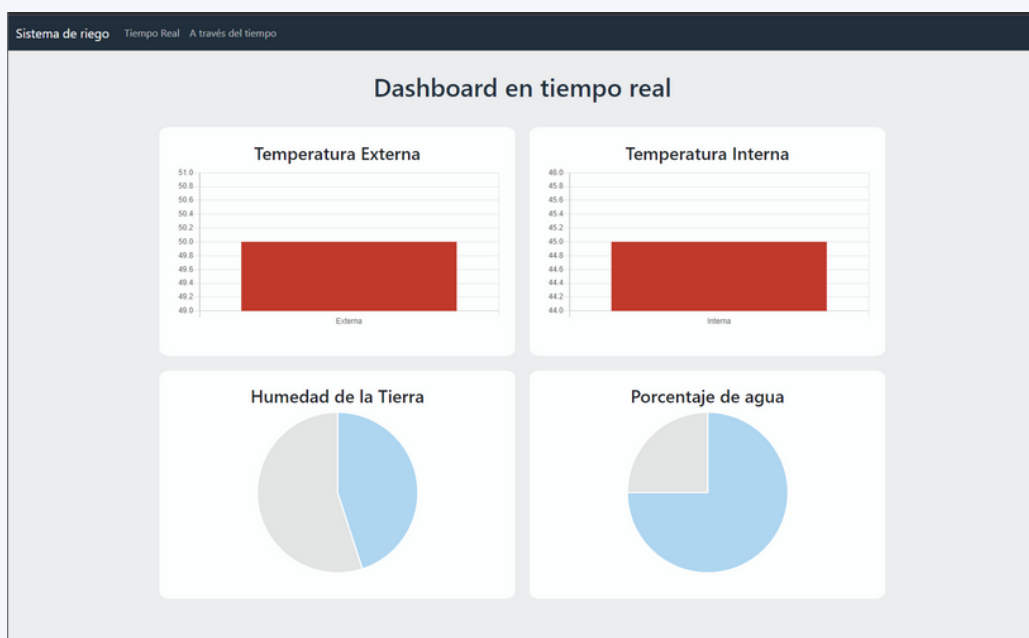 Sistema de riego Tiempo Real A través del tiempo
Dashboard en tiempo real
Temperatura Externa
51.0
50.8
50.6
50.4
50.2
50.0
49.8
49.6
49.4
49.2
49.0
Externa
Temperatura Interna
46.0
45.8
45.6
45.4
45.2
45.0
44.8
44.6
44.4
44.2
44.0
Interna
Humedad de la Tierra
Porcentaje de agua